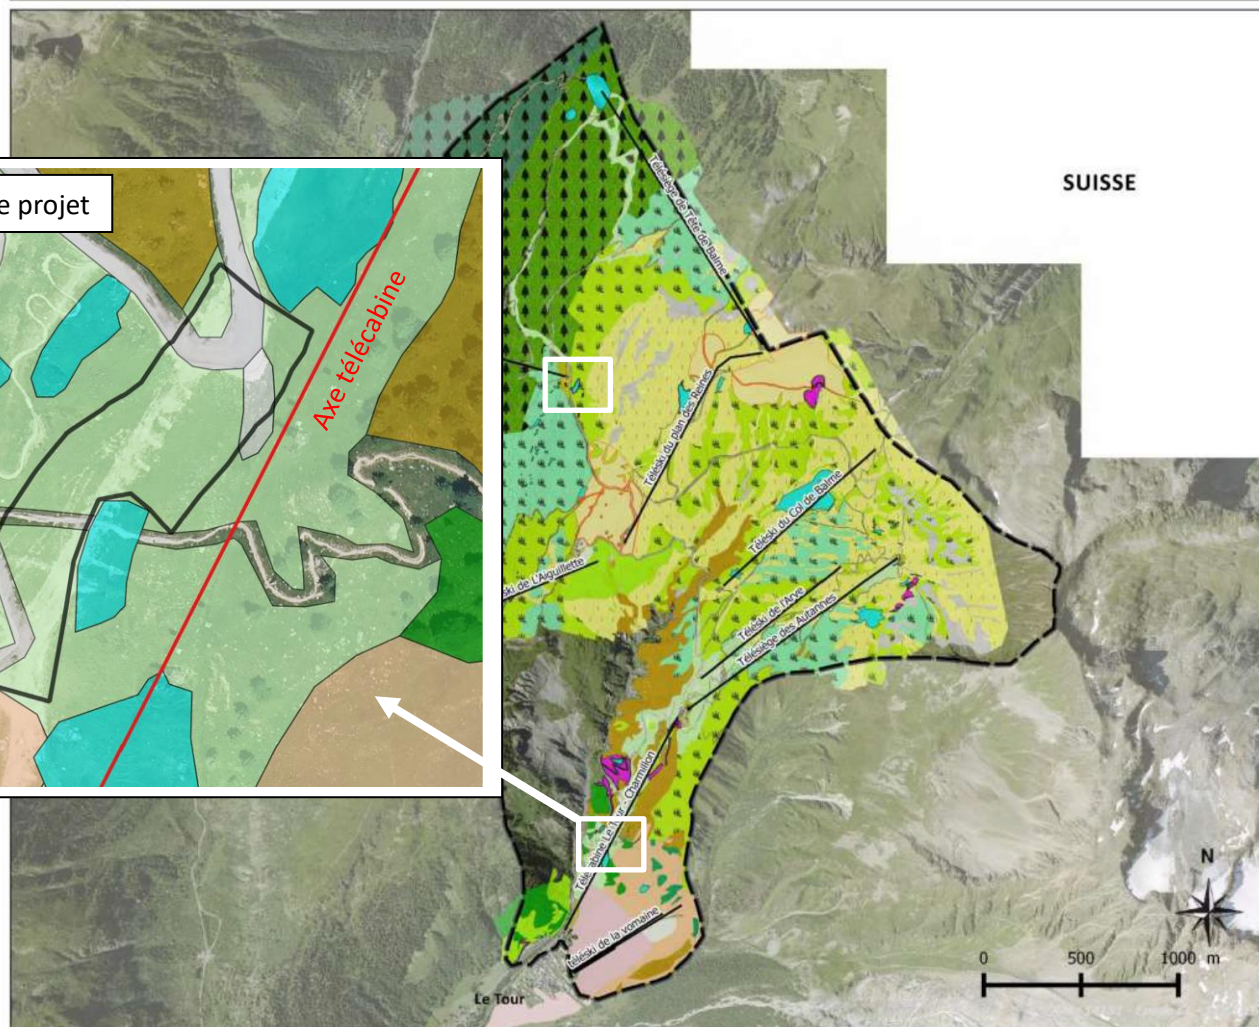 SUISSE
e projet
Télésiège de Tête de Balme
Axe télécabine
Téléski du plan des Reines
Téléski du Col de Balme
ski de L'Aiguillette
Téléski de l'Arve
Télésiège des Autannes
Télécabine Le Tour - Charmillon
téléski de la vormaine
N
0 500 1000 m
Le Tour